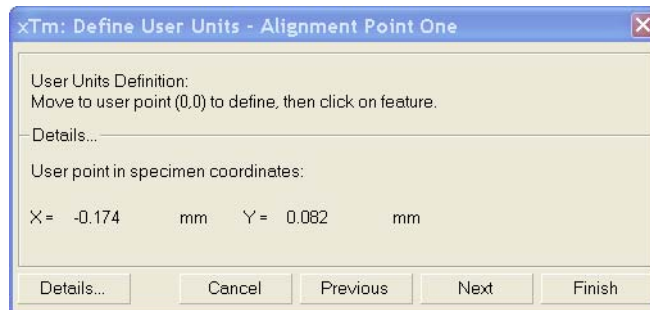 xTm: Define User Units - Alignment Point One
User Units Definition:
Move to user point (0,0) to define, then click on feature.
Details...
User point in specimen coordinates:
X = -0.174 mm Y = 0.082 mm
Details... Cancel Previous Next Finish